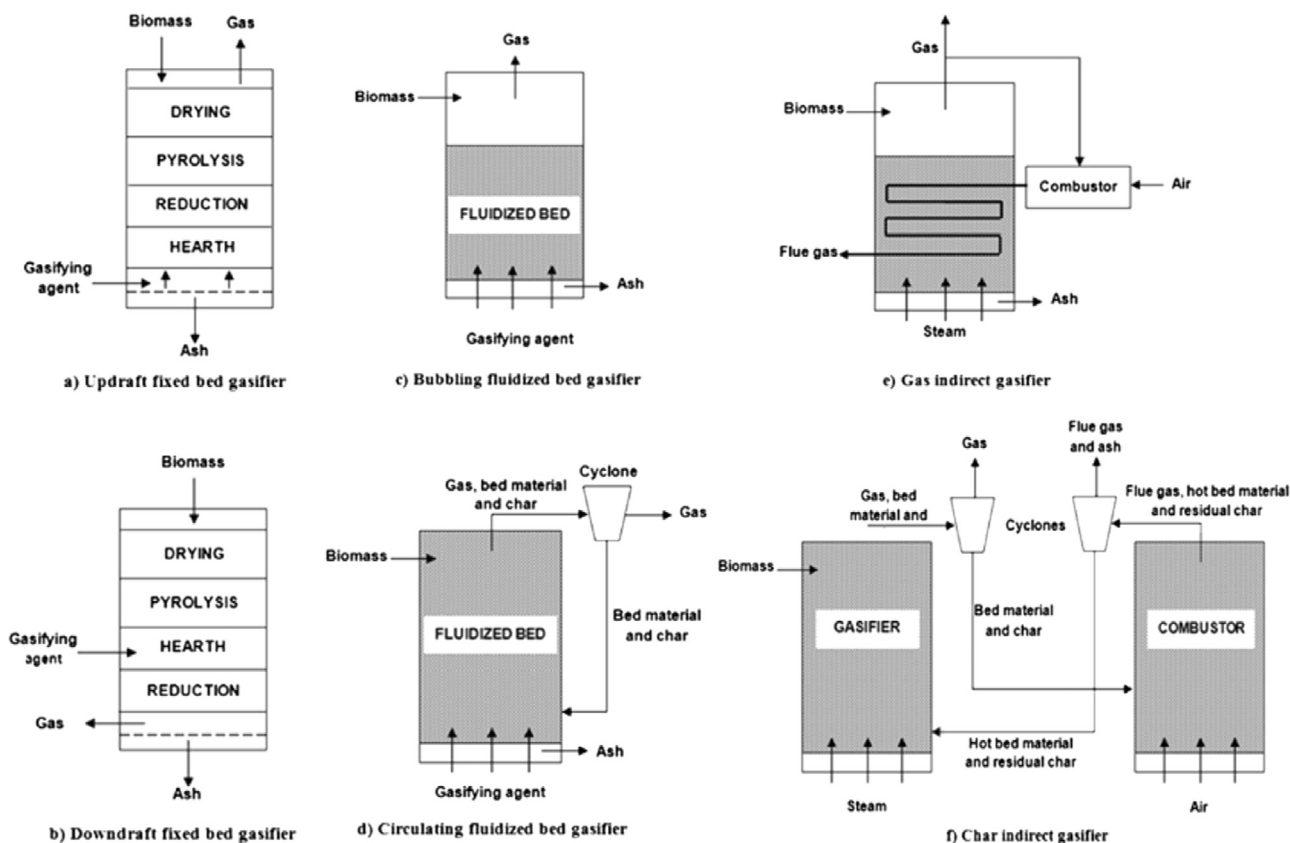 Biomass
Gas
DRYING
PYROLYSIS
REDUCTION
HEARTH
Gasifying
agent
Ash
a) Updraft fixed bed gasifier
Gas
Biomass
FLUIDIZED BED
Ash
Gasifying agent
c) Bubbling fluidized bed gasifier
Gas
Biomass
Combustor
Air
Flue gas
Ash
Steam
e) Gas indirect gasifier
Biomass
DRYING
PYROLYSIS
Gasifying
agent
HEARTH
REDUCTION
Gas
Ash
b) Downdraft fixed bed gasifier
Cyclone
Gas, bed material
and char
Gas
Biomass
Bed material
and char
FLUIDIZED BED
Ash
Gasifying agent
d) Circulating fluidized bed gasifier
Gas
Flue gas
and ash
Gas, bed
material and
Cyclones
Flue gas, hot bed material
and residual char
Biomass
GASIFIER
Bed material
and char
COMBUSTOR
Hot bed material
and residual char
Steam
Air
f) Char indirect gasifier